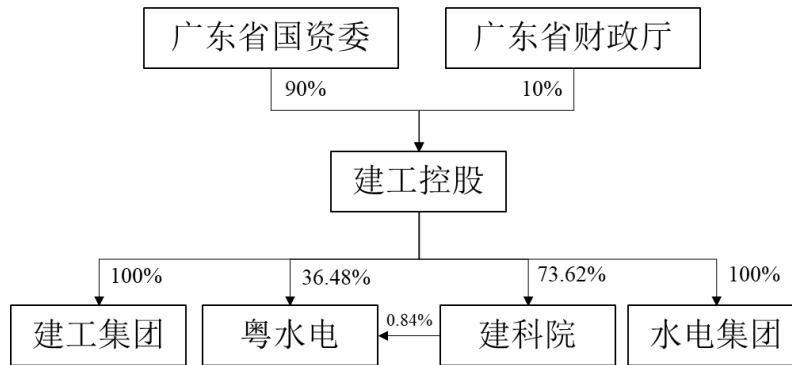 广东省国资委
广东省财政厅
90%
10%
建工控股
100%
36.48%
73.62%
100%
建工集团
粤水电
0.84%
建科院
水电集团